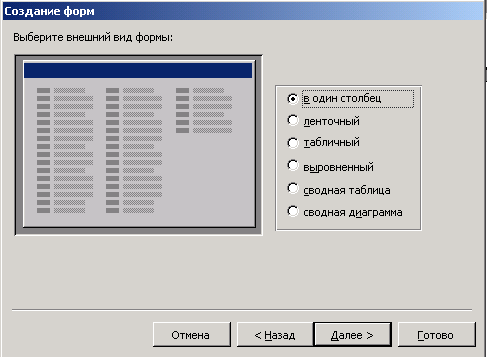 Создание форм
Выберите внешний вид формы:
в один столбец
ленточный
табличный
выровненный
сводная таблица
сводная диаграмма
Отмена
< Назад
Далее >
Готово